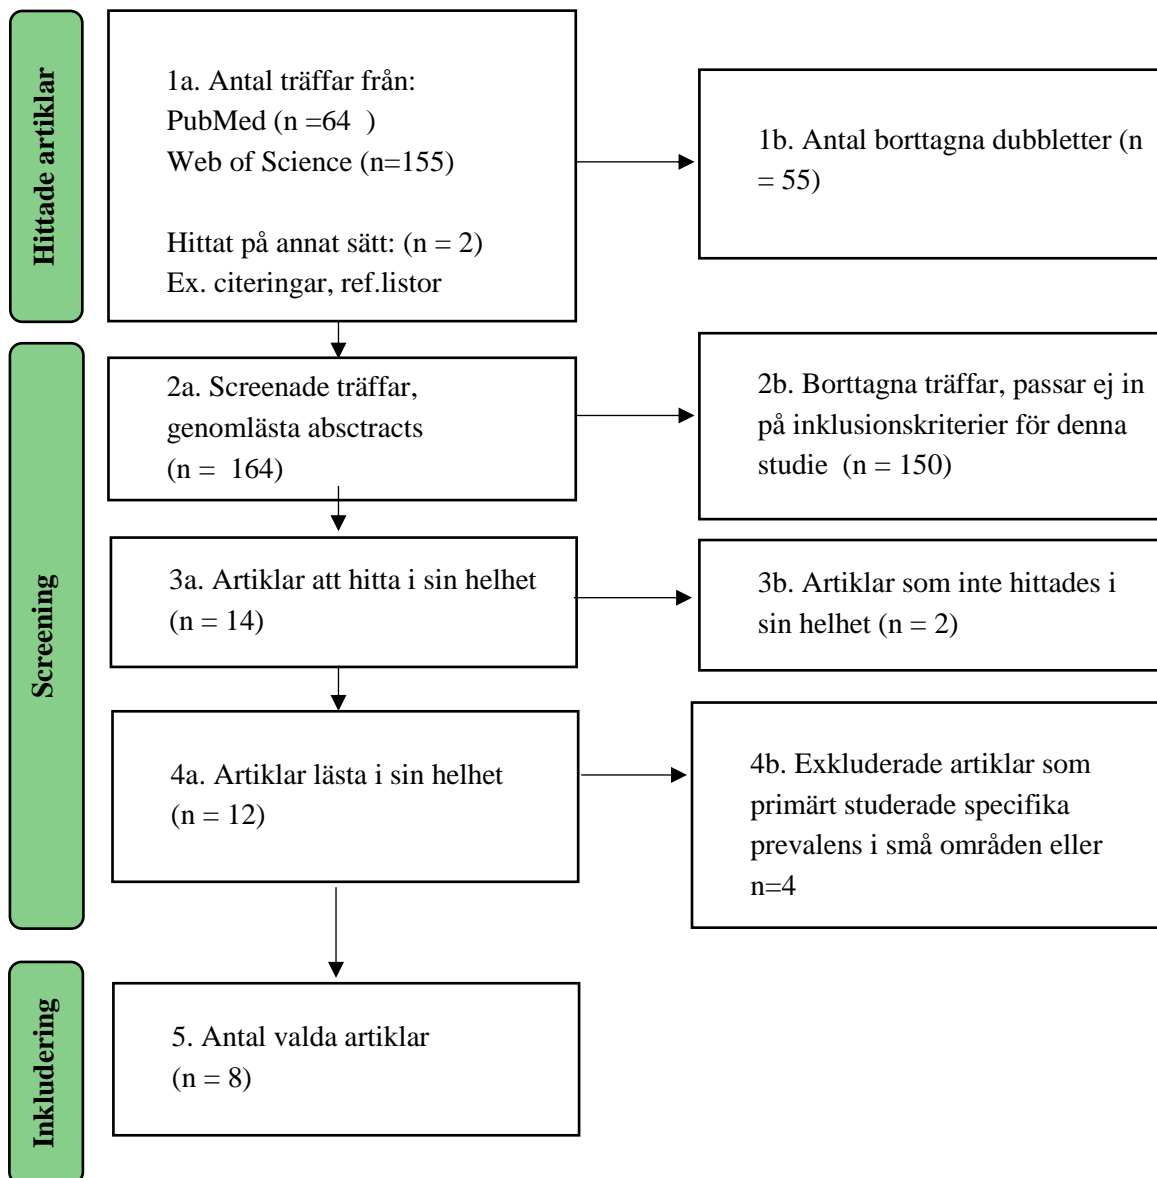 Hittade artiklar
1a. Antal träffar från:
PubMed (n =64  )
Web of Science (n=155)
Hittat på annat sätt: (n = 2)
Ex. citeringar, ref.listor
1b. Antal borttagna dubbletter (n
= 55)
Screening
2a. Screenade träffar,
genomlästa absctracts
(n =  164)
2b. Borttagna träffar, passar ej in
på inklusionskriterier för denna
studie  (n = 150)
3a. Artiklar att hitta i sin helhet
(n = 14)
3b. Artiklar som inte hittades i
sin helhet (n = 2)
4a. Artiklar lästa i sin helhet
(n = 12)
4b. Exkluderade artiklar som
primärt studerade specifika
prevalens i små områden eller
n=4
Inkludering
5. Antal valda artiklar
(n = 8)